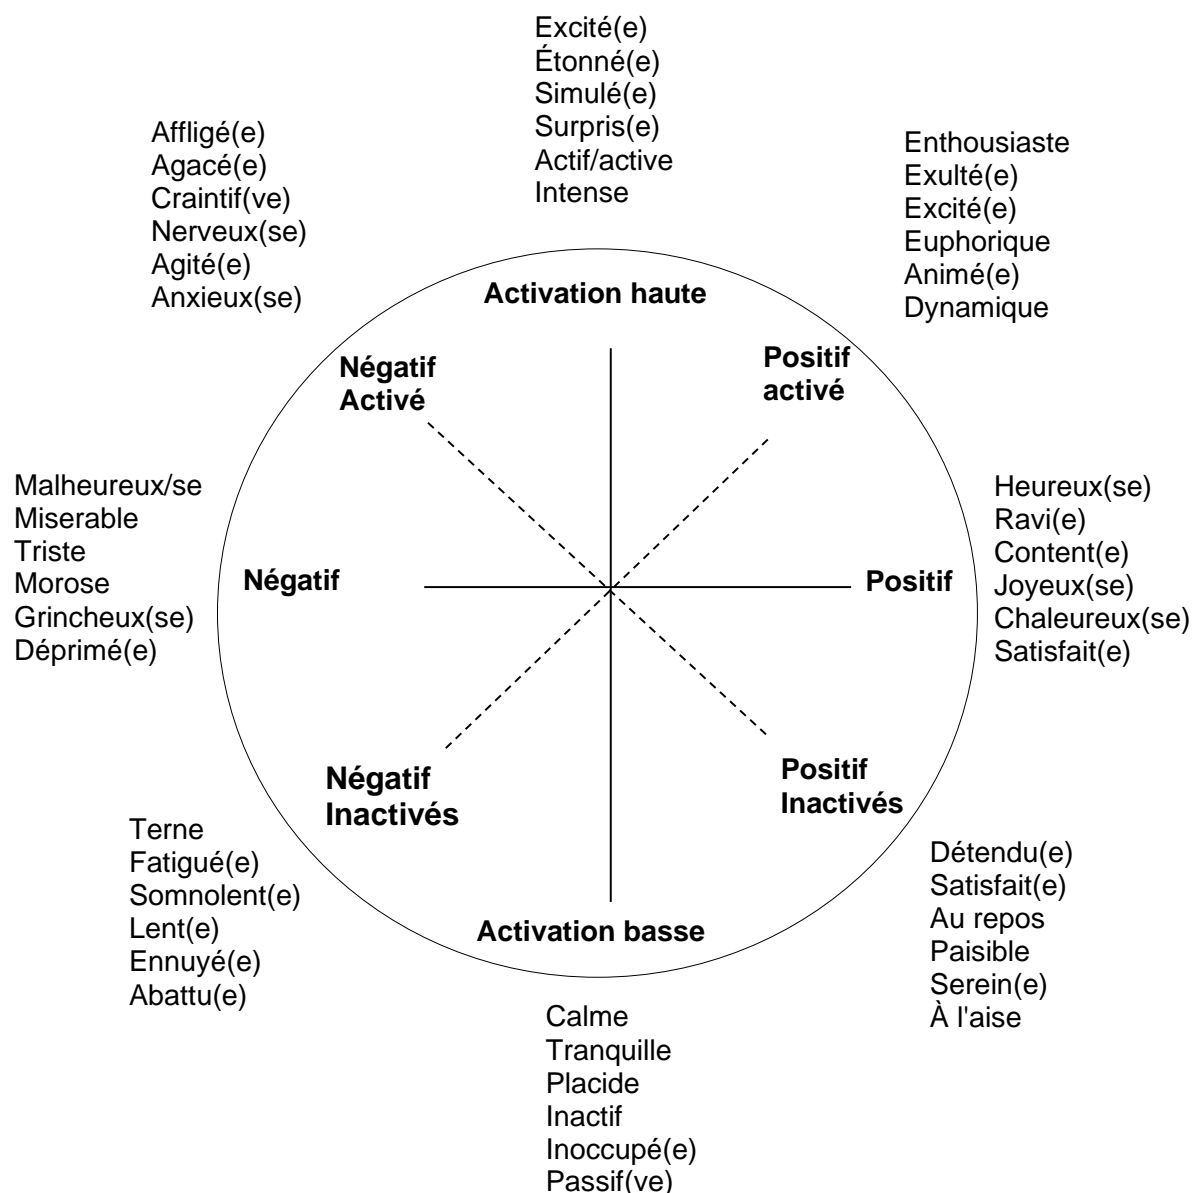 Excité(e)
Étonné(e)
Simulé(e)
Surpris(e)
Actif/active
Intense
Affligé(e)
Agacé(e)
Craintif(ve)
Nerveux(se)
Agité(e)
Anxieux(se)
Enthousiaste
Exulté(e)
Excité(e)
Euphorique
Animé(e)
Dynamique
Activation haute
Négatif
Activé
Positif
activé
Malheureux/se
Miserable
Triste
Morose
Grincheux(se)
Déprimé(e)
Négatif
Positif
Heureux(se)
Ravi(e)
Content(e)
Joyeux(se)
Chaleureux(se)
Satisfait(e)
Négatif
Inactivés
Positif
Inactivés
Terne
Fatigué(e)
Somnolent(e)
Lent(e)
Ennuyé(e)
Abattu(e)
Activation basse
Détendu(e)
Satisfait(e)
Au repos
Paisible
Serein(e)
À l'aise
Calme
Tranquille
Placide
Inactif
Inoccupé(e)
Passif(ve)